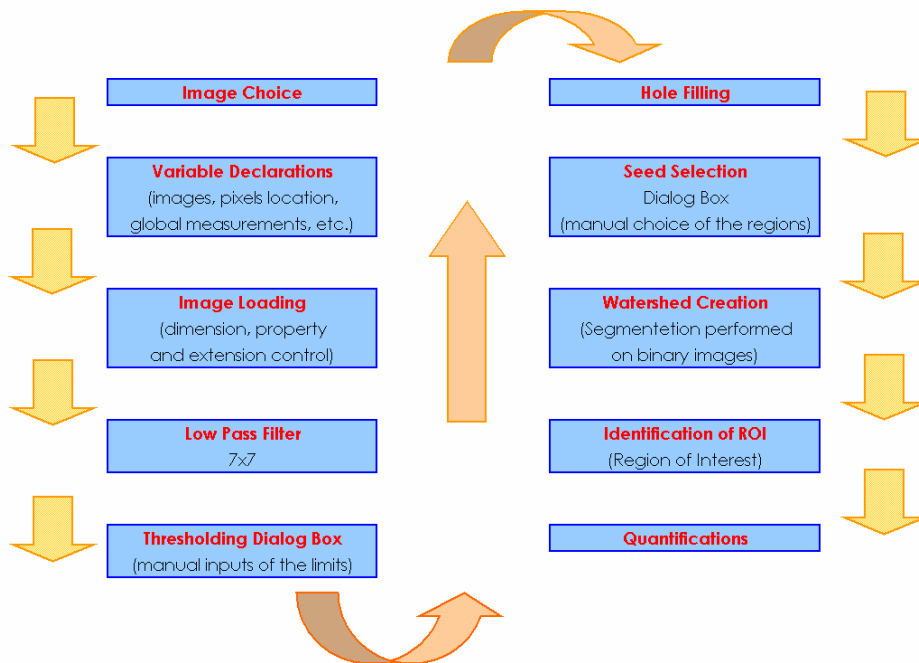 Image Choice
Variable Declarations
(images, pixels location,
global measurements, etc.)
Image Loading
(dimension, property
and extension control)
Low Pass Filter
7x7
Thresholding Dialog Box
(manual inputs of the limits)
Hole Filling
Seed Selection
Dialog Box
(manual choice of the regions)
Watershed Creation
(Segmentetion performed
on binary images)
Identification of ROI
(Region of Interest)
Quantifications